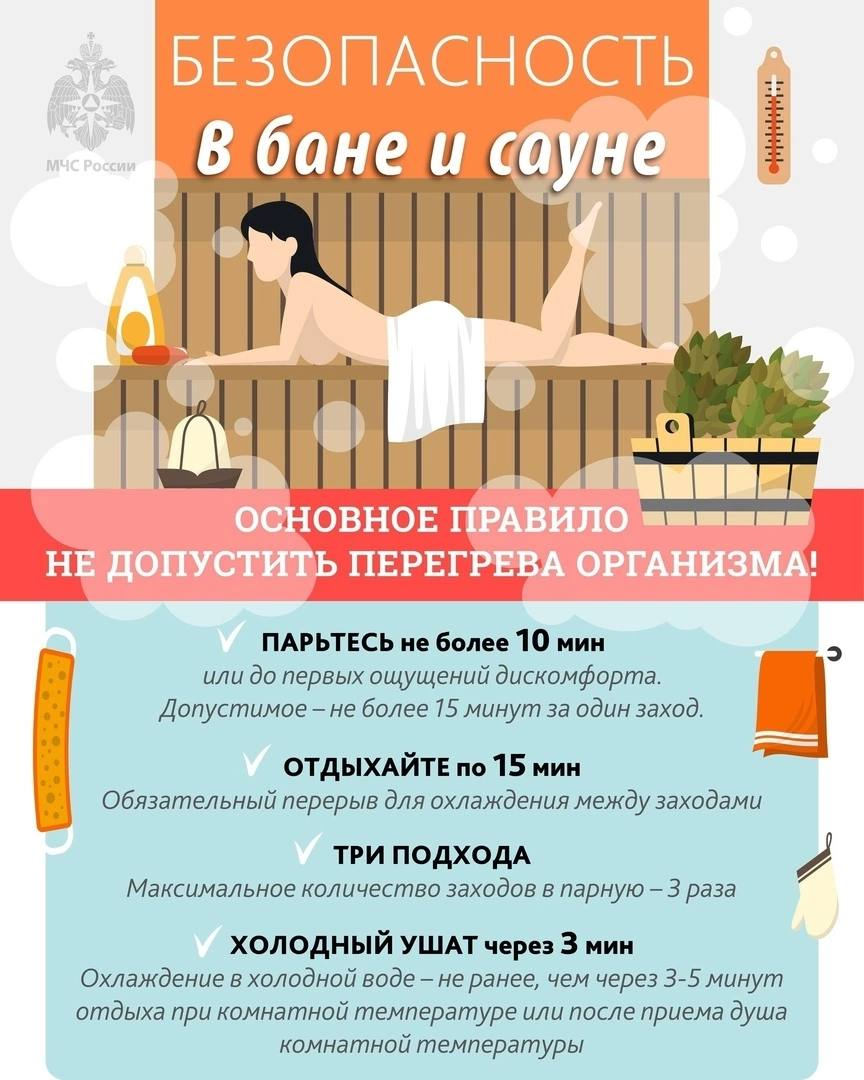 БЕЗОПАСНОСТЬ
В бане и сауне
МЧС России
ОСНОВНОЕ ПРАВИЛО
НЕ ДОПУСТИТЬ ПЕРЕГРЕВА ОРГАНИЗМА!
ПАРЬТЕСЬ не более 10 мин
или до первых ощущений дискомфорта.
Допустимое – не более 15 минут за один заход.
ОТДЫХАЙТЕ по 15 мин
Обязательный перерыв для охлаждения между заходами
ТРИ ПОДХОДА
Максимальное количество заходов в парную – 3 раза
ХОЛОДНЫЙ УШАТ через 3 мин
Охлаждение в холодной воде – не ранее, чем через 3-5 минут
отдыха при комнатной температуре или после приема душа
комнатной температуры